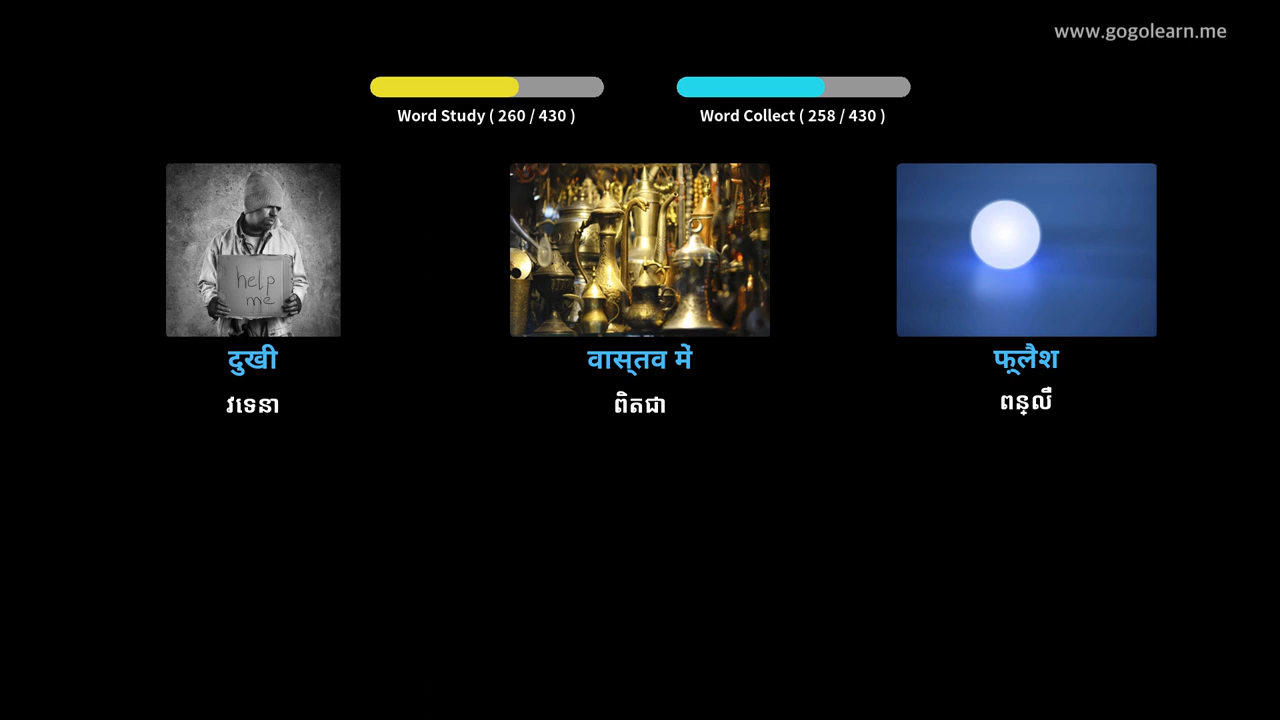 www.gogolearn.me
Word Study ( 260 / 430 )
Word Collect ( 258 / 430 )
help
me
दुखी
वास्तव में
फ़्लैश
វេទនា
ពិតជា
ពន្លឺ